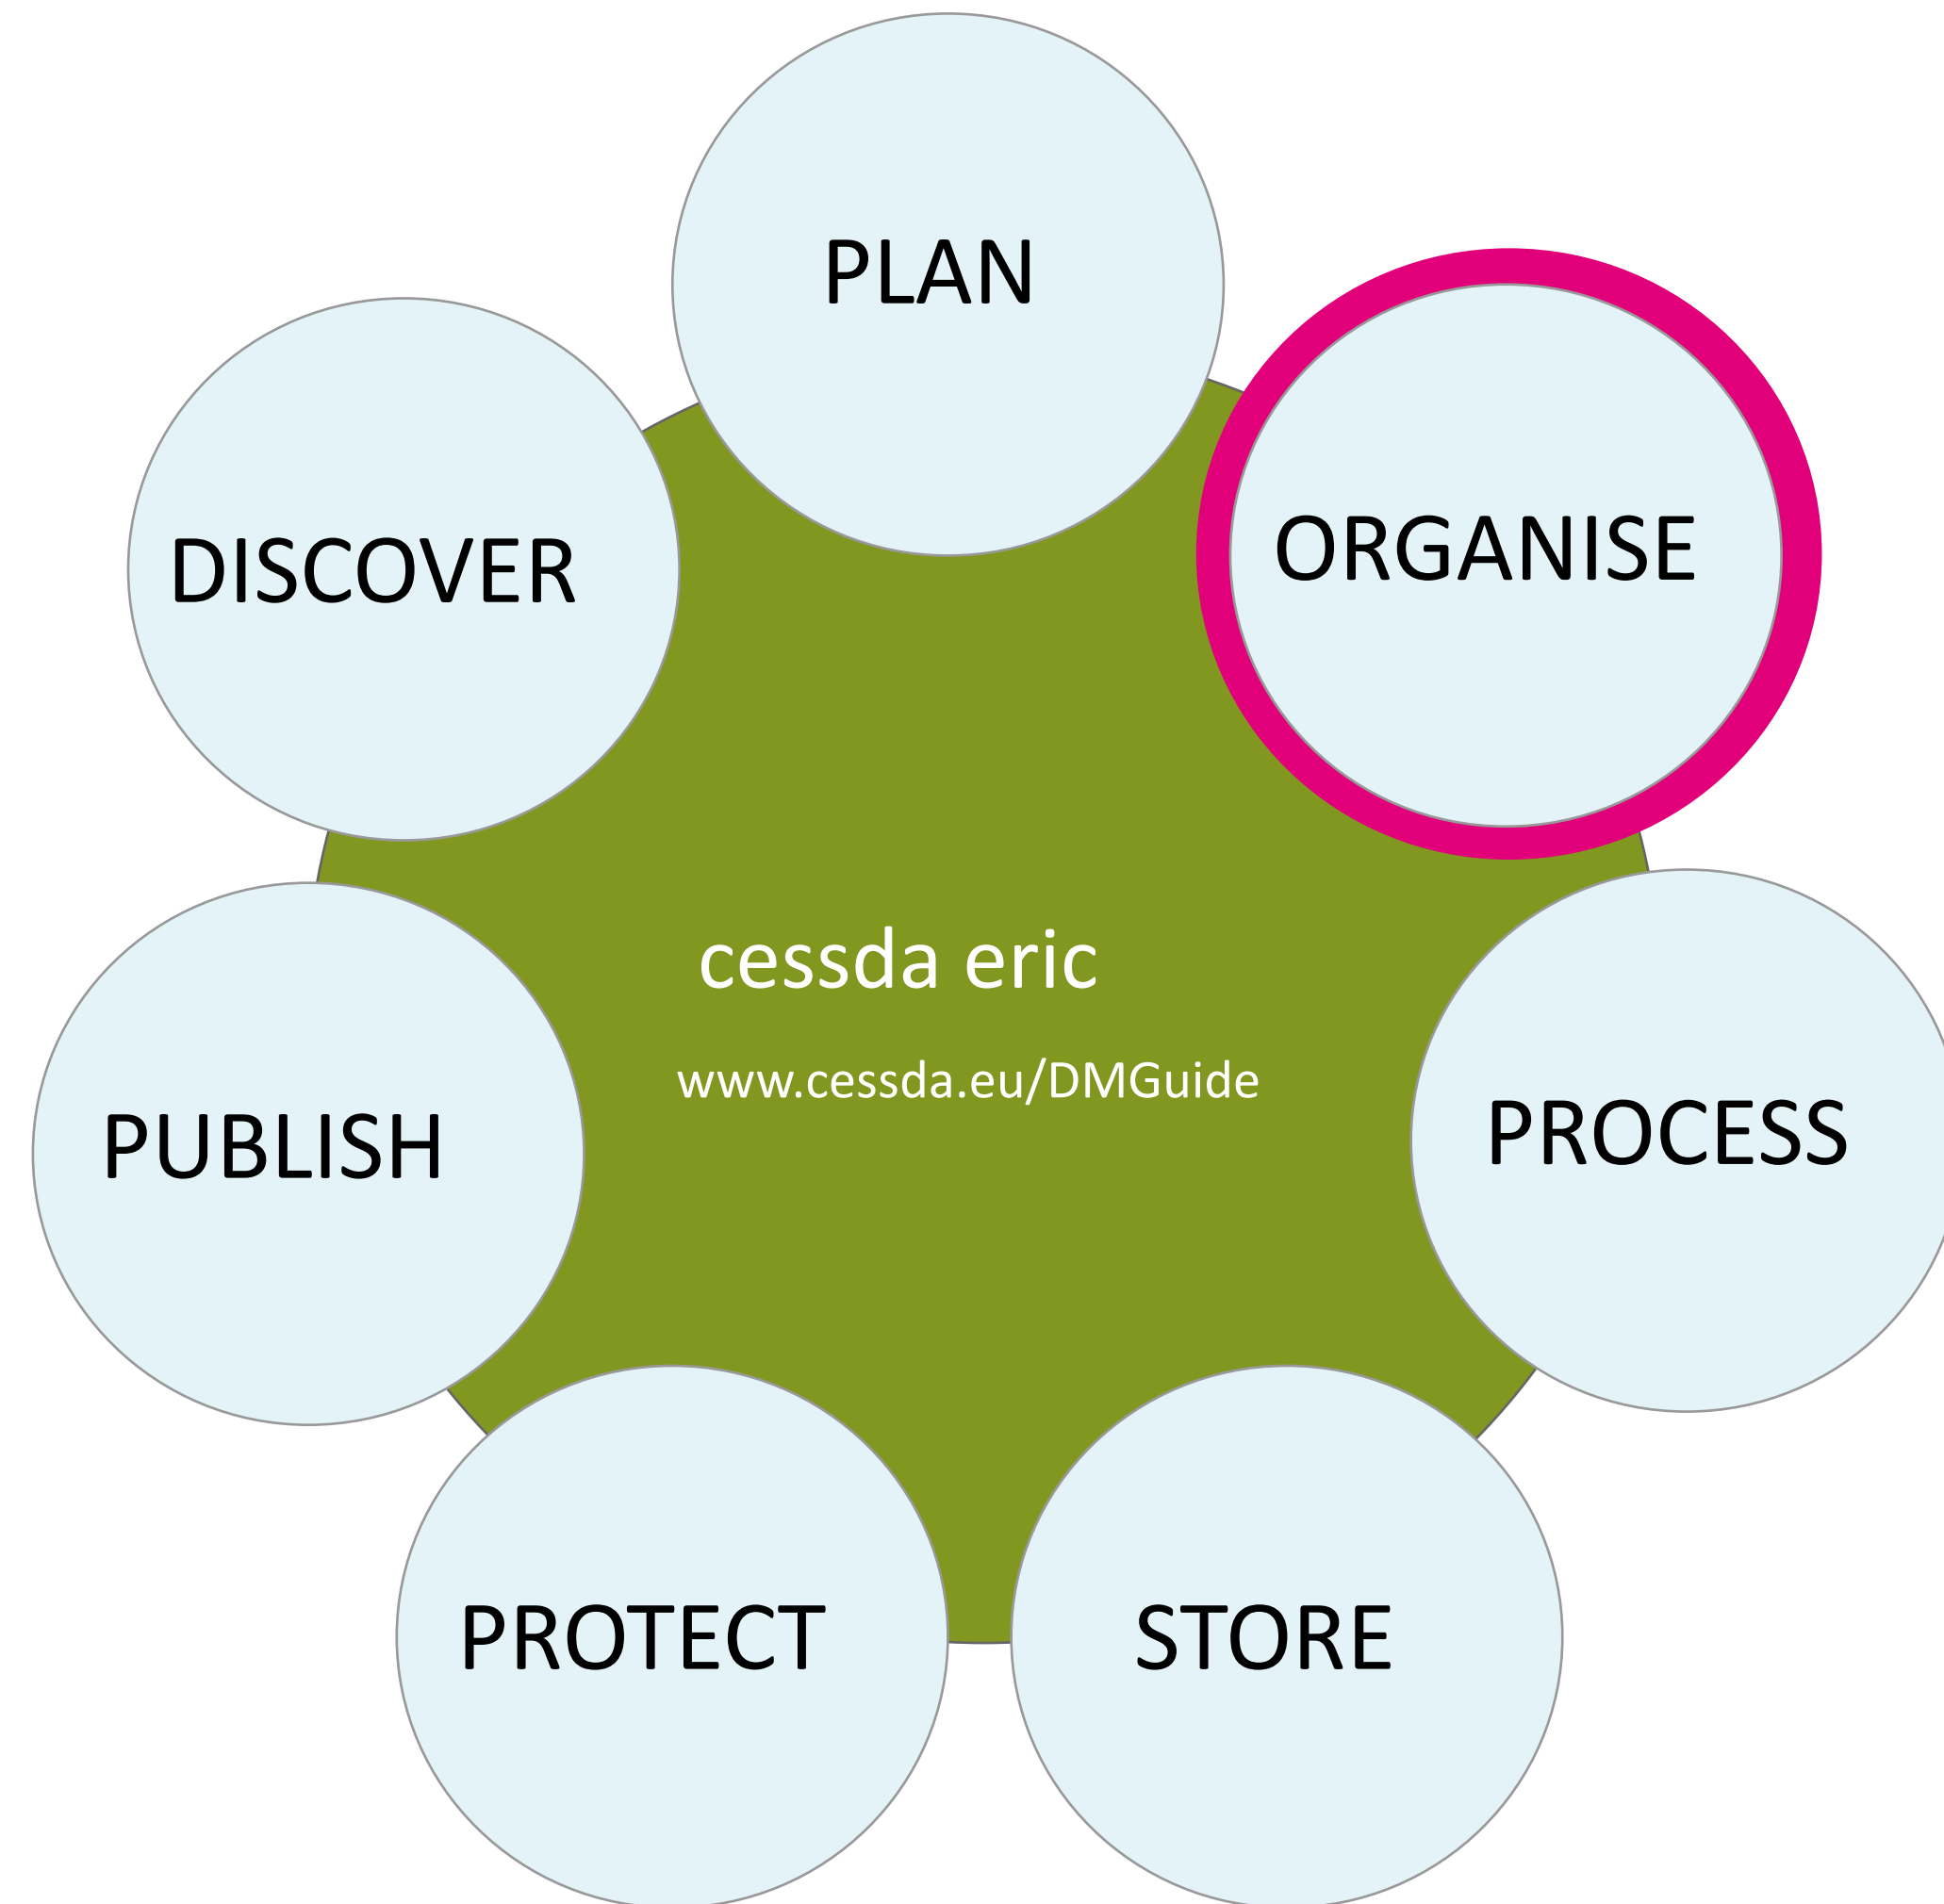 PLAN
ORGANISE
DISCOVER
cessda eric
www.cessda.eu/DMGuide
PROCESS
PUBLISH
PROTECT
STORE